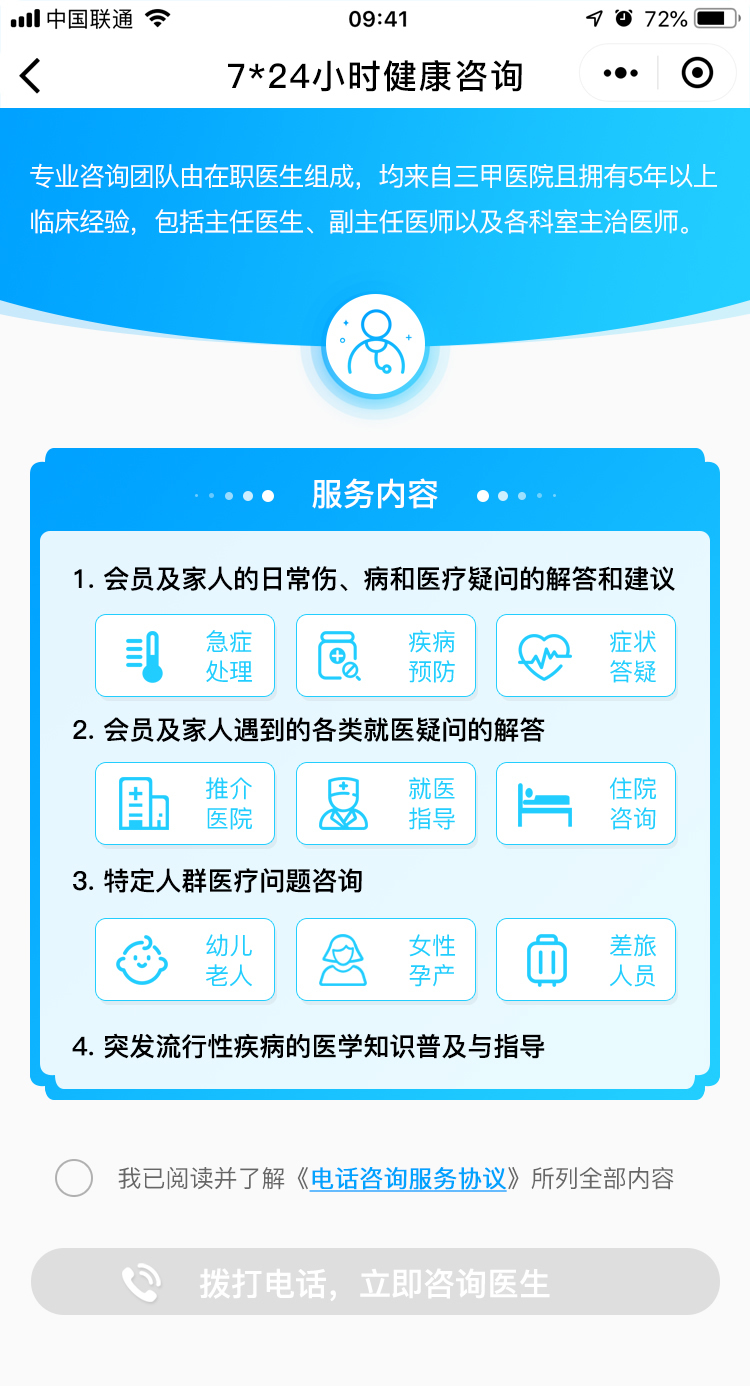 中国联通
09:41
72%
7*24小时健康咨询
专业咨询团队由在职医生组成，均来自三甲医院且拥有5年以上
临床经验，包括主任医生、副主任医师以及各科室主治医师。
服务内容
1. 会员及家人的日常伤、病和医疗疑问的解答和建议
急症
处理
疾病
预防
症状
答疑
2. 会员及家人遇到的各类就医疑问的解答
推介
医院
就医
指导
住院
咨询
3. 特定人群医疗问题咨询
幼儿
老人
女性
孕产
差旅
人员
4. 突发流行性疾病的医学知识普及与指导
我已阅读并了解《电话咨询服务协议》所列全部内容
拨打电话，立即咨询医生